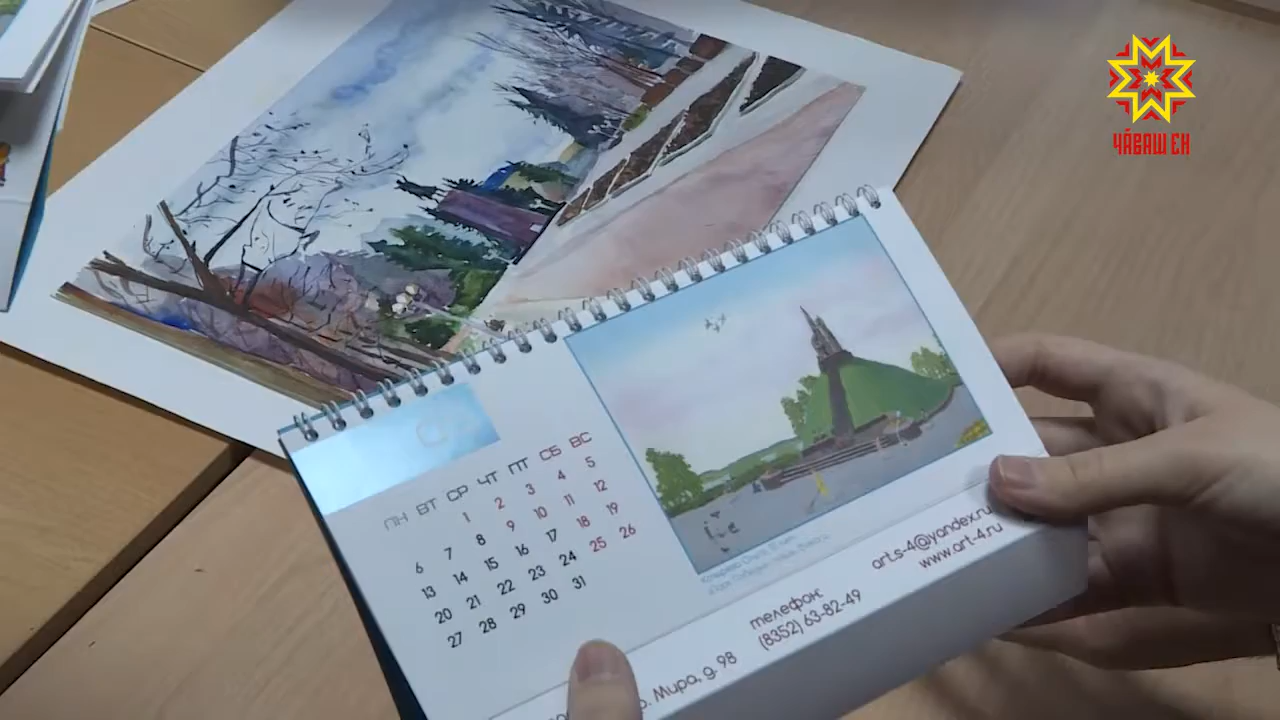 ЧӐВАШ ЕН
ПН ВТ СР ЧТ ПТ СБ ВС
1 2 3 4 5
6 7 8 9 10 11 12
13 14 15 16 17 18 19
20 21 22 23 24 25 26
27 28 29 30 31
Мира, д. 98
телефон:
(8352) 63-82-49
art.s-4@yandex.ru
www.art-4.ru